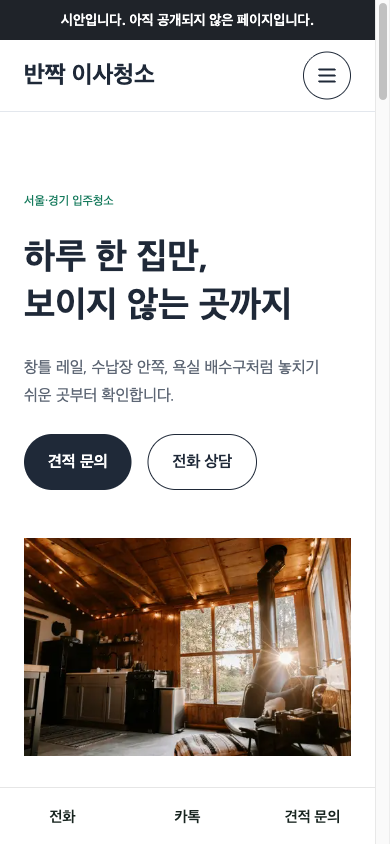 시안입니다. 아직 공개되지 않은 페이지입니다.
반짝 이사청소
서울·경기 입주청소
하루 한 집만,
보이지 않는 곳까지
창틀 레일, 수납장 안쪽, 욕실 배수구처럼 놓치기
쉬운 곳부터 확인합니다.
견적 문의
전화 상담
전화
카톡
견적 문의